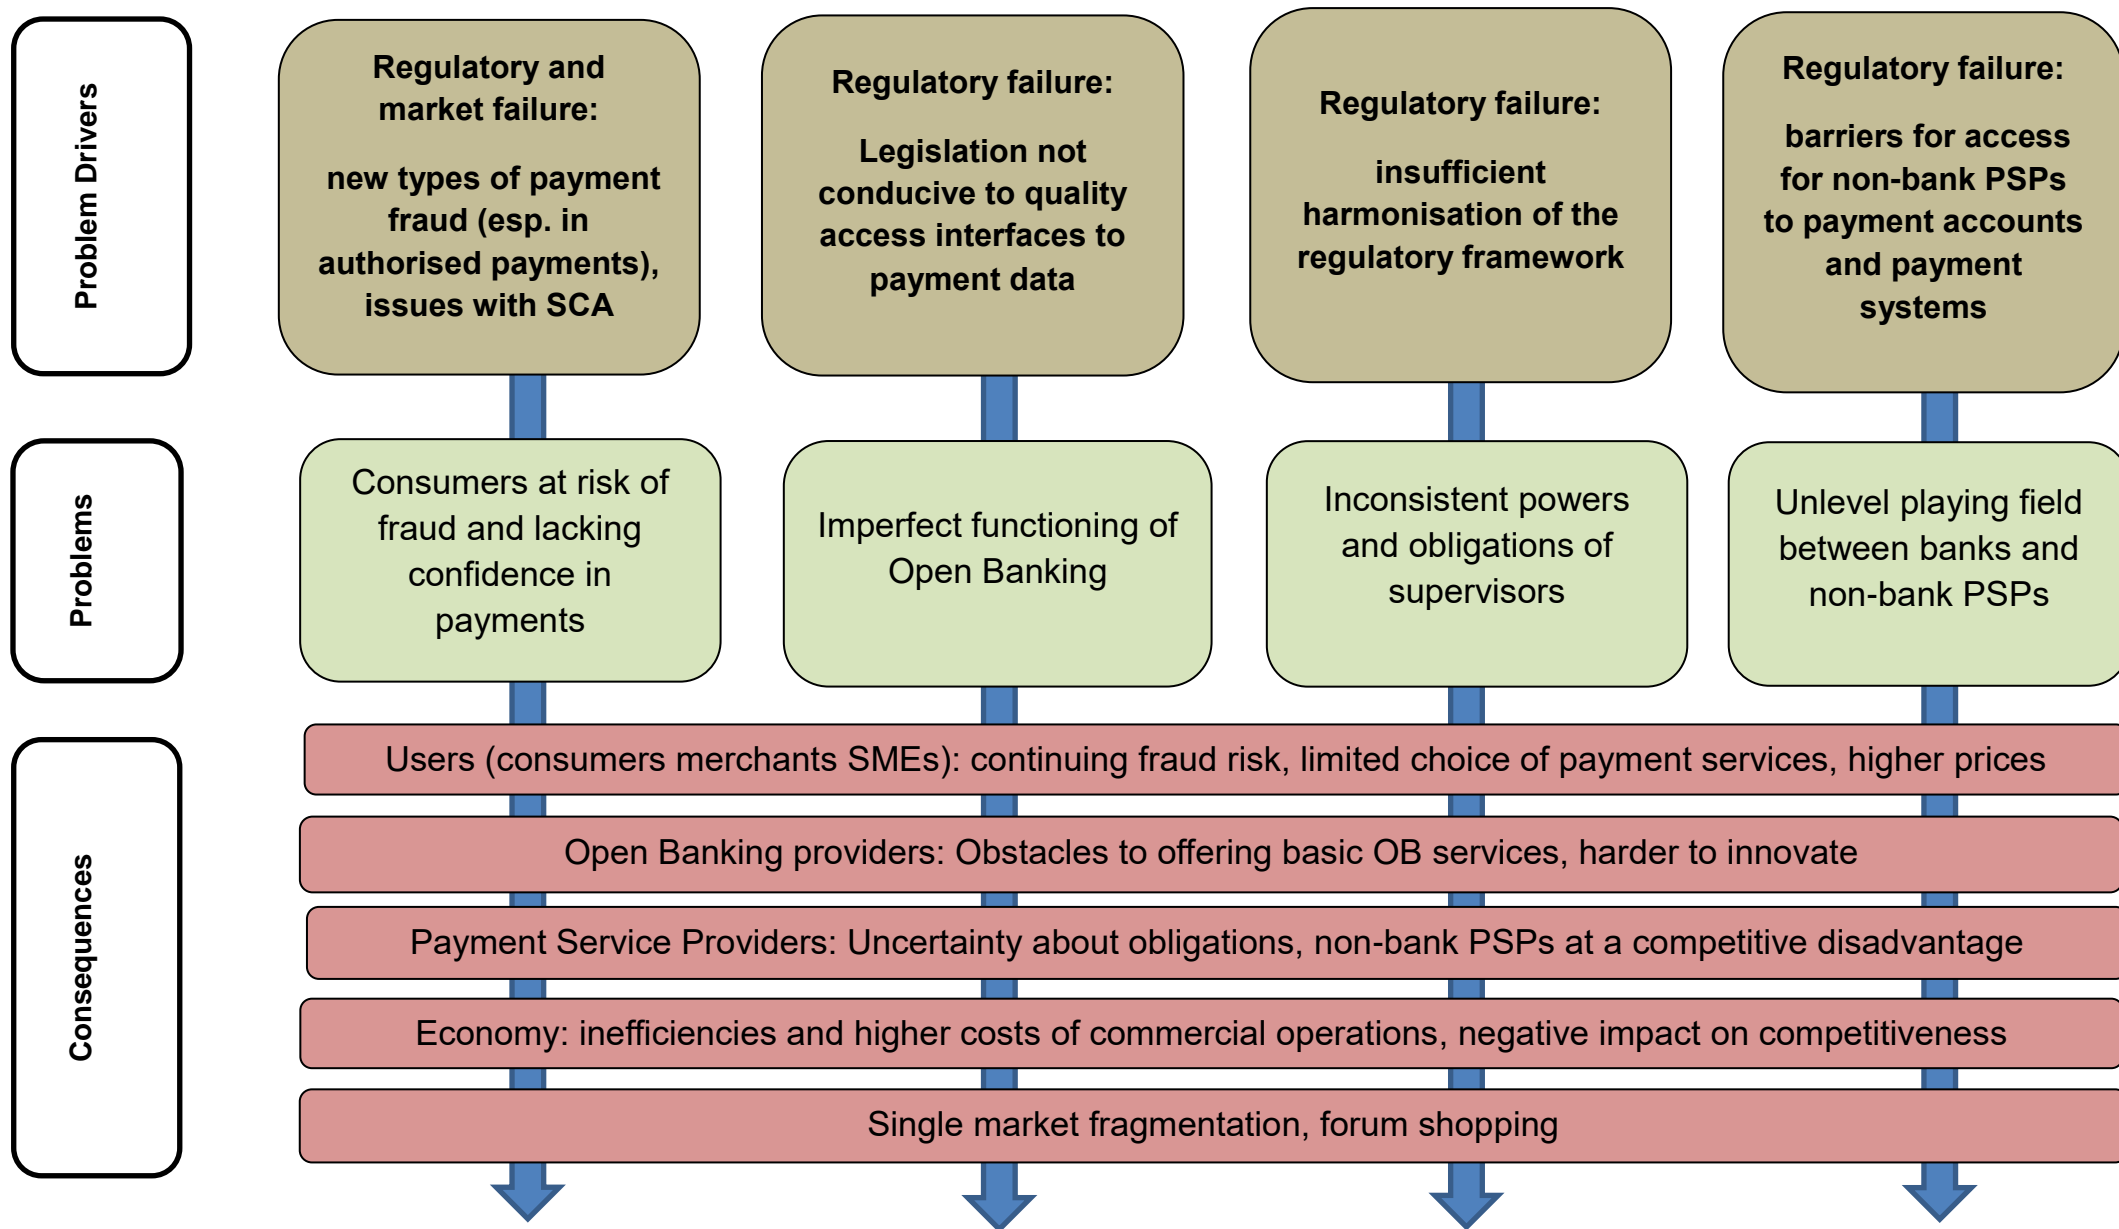 Problem Drivers
Regulatory and
market failure:
new types of payment
fraud (esp. in
authorised payments),
issues with SCA
Regulatory failure:
Legislation not
conducive to quality
access interfaces to
payment data
Regulatory failure:
insufficient
harmonisation of the
regulatory framework
Regulatory failure:
barriers for access
for non-bank PSPs
to payment accounts
and payment
systems
Problems
Consumers at risk of
fraud and lacking
confidence in
payments
Imperfect functioning of
Open Banking
Inconsistent powers
and obligations of
supervisors
Unlevel playing field
between banks and
non-bank PSPs
Consequences
Users (consumers merchants SMEs): continuing fraud risk, limited choice of payment services, higher prices
Open Banking providers: Obstacles to offering basic OB services, harder to innovate
Payment Service Providers: Uncertainty about obligations, non-bank PSPs at a competitive disadvantage
Economy: inefficiencies and higher costs of commercial operations, negative impact on competitiveness
Single market fragmentation, forum shopping